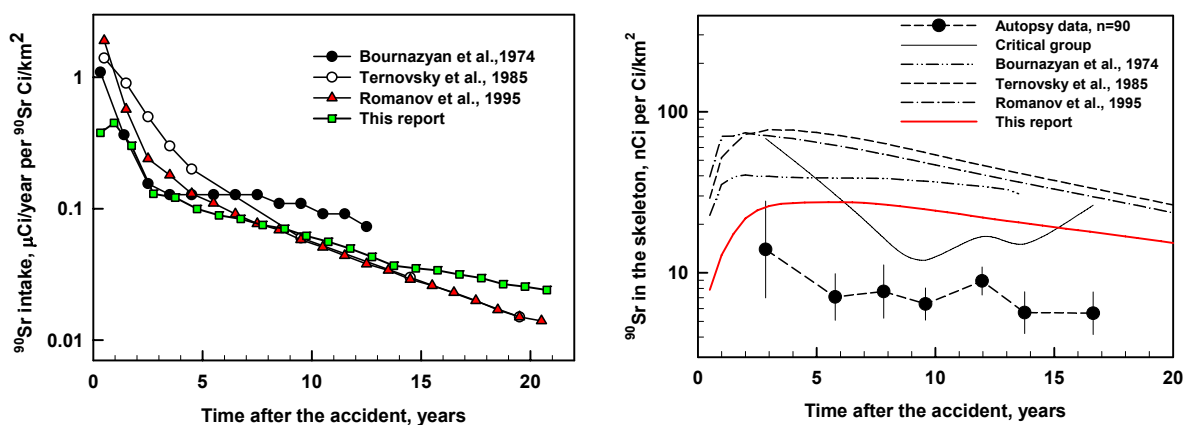 ⁹⁰Sr intake, μCi/year per ⁹⁰Sr Ci/km²
1
0.1
0.01
Bournazyan et al.,1974
Ternovsky et al., 1985
Romanov et al., 1995
This report
0 5 10 15 20
Time after the accident, years
⁹⁰Sr in the skeleton, nCi per Ci/km²
100
10
Autopsy data, n=90
Critical group
Bournazyan et al., 1974
Ternovsky et al., 1985
Romanov et al., 1995
This report
0 5 10 15 20
Time after the accident, years